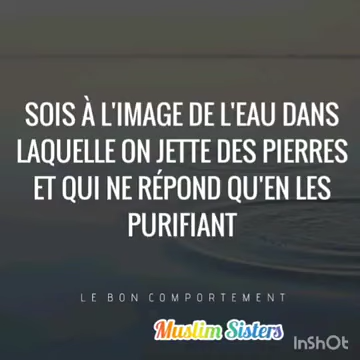 SOIS À L'IMAGE DE L'EAU DANS
LAQUELLE ON JETTE DES PIERRES
ET QUI NE RÉPOND QU'EN LES
PURIFIANT
LE BON COMPORTEMENT
Muslim Sisters
InShOt